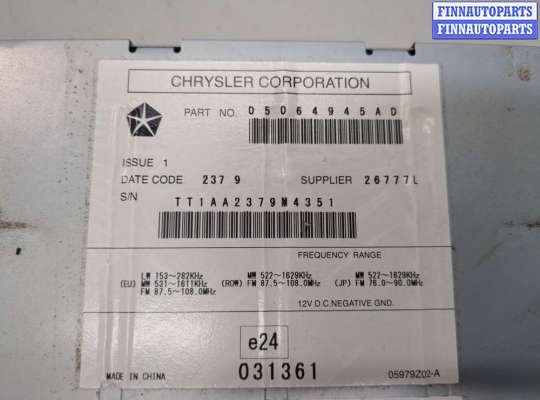 FINNAUTOPARTS
FINNAUTOPARTS
FINNAUTOPARTS
CHRYSLER CORPORATION
PART NO. 05064945AD
ISSUE 1
DATE CODE 237 9 SUPPLIER 26777L
S/N TT1AA2379M4351
FREQUENCY RANGE
LW 153~282KHz MW 522~1629KHz MW 522~1629KHz
(EU) MW 531~1611KHz (ROW) FM 87.5~108.0MHz (JP) FM 76.0~90.0MHz
FM 87.5~108.0MHz
12V D.C.NEGATIVE GND.
e24
031361
MADE IN CHINA 05979Z02-A